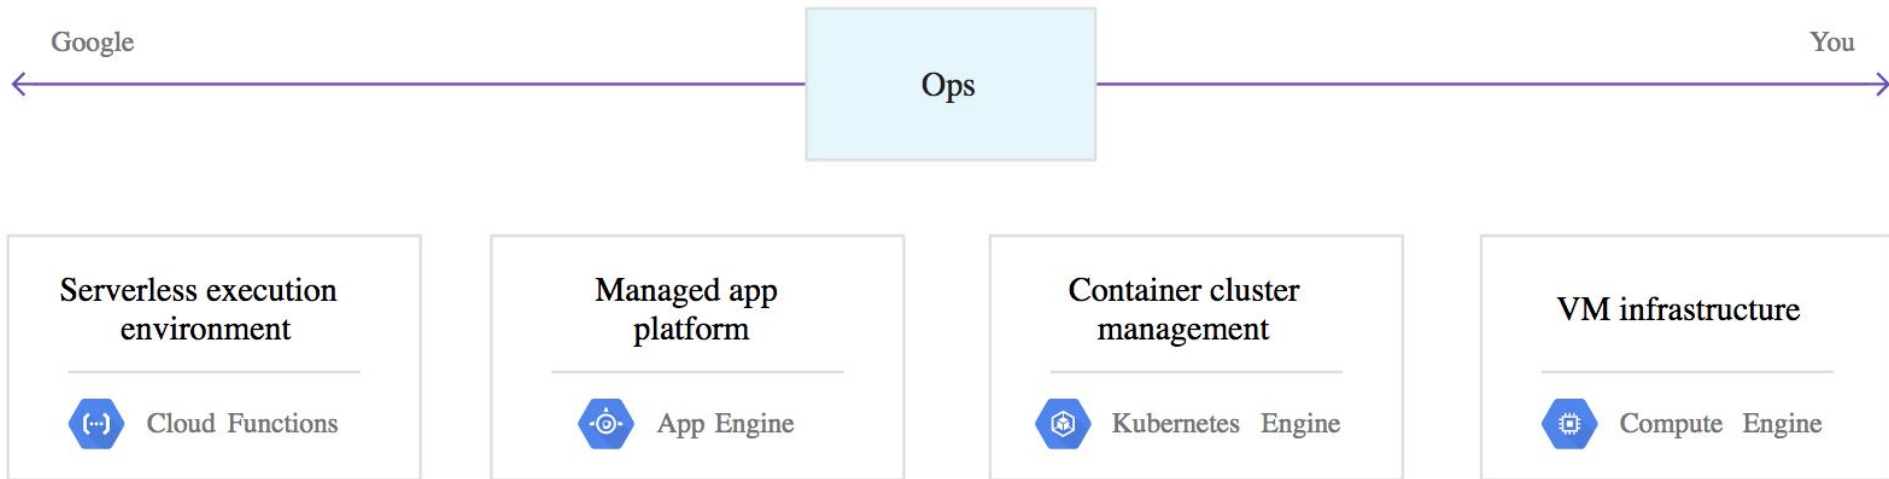 Google
You
Ops
Serverless execution
environment
Cloud Functions
Managed app
platform
App Engine
Container cluster
management
Kubernetes Engine
VM infrastructure
Compute Engine